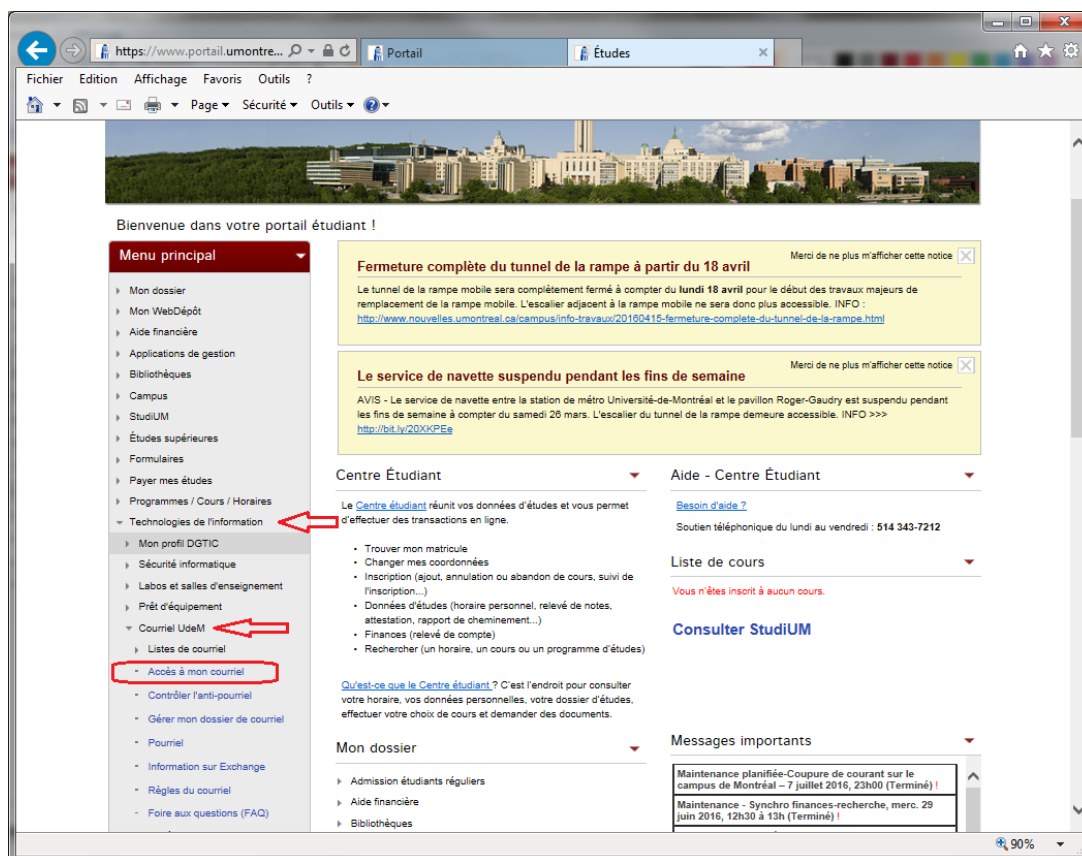 https://www.portail.umontre...
Portail
Études
Fichier Edition Affichage Favoris Outils ?
Page Sécurité Outils
Bienvenue dans votre portail étudiant !
Menu principal
Mon dossier
Mon WebDépôt
Aide financière
Applications de gestion
Bibliothèques
Campus
StudiUM
Études supérieures
Formulaires
Payer mes études
Programmes / Cours / Horaires
Technologies de l'information
Mon profil DGTIC
Sécurité informatique
Labos et salles d'enseignement
Prêt d'équipement
Courriel UdeM
Listes de courriel
Accès à mon courriel
Contrôler l'anti-pourriel
Gérer mon dossier de courriel
Pourriel
Information sur Exchange
Règles du courriel
Foire aux questions (FAQ)
Merci de ne plus m'afficher cette notice
Fermeture complète du tunnel de la rampe à partir du 18 avril
Le tunnel de la rampe mobile sera complètement fermé à compter du lundi 18 avril pour le début des travaux majeurs de
remplacement de la rampe mobile. L'escalier adjacent à la rampe mobile ne sera donc plus accessible. INFO :
http://www.nouvelles.umontreal.ca/campus/info-travaux/20160415-fermeture-complete-du-tunnel-de-la-rampe.html
Merci de ne plus m'afficher cette notice
Le service de navette suspendu pendant les fins de semaine
AVIS - Le service de navette entre la station de métro Université-de-Montréal et le pavillon Roger-Gaudry est suspendu pendant
les fins de semaine à compter du samedi 26 mars. L'escalier du tunnel de la rampe demeure accessible. INFO >>>
http://bit.ly/20XKPEe
Centre Étudiant
Le Centre étudiant réunit vos données d'études et vous permet
d'effectuer des transactions en ligne.
• Trouver mon matricule
• Changer mes coordonnées
• Inscription (ajout, annulation ou abandon de cours, suivi de
l'inscription...)
• Données d'études (horaire personnel, relevé de notes,
attestation, rapport de cheminement...)
• Finances (relevé de compte)
• Rechercher (un horaire, un cours ou un programme d'études)
Qu'est-ce que le Centre étudiant ? C'est l'endroit pour consulter
votre horaire, vos données personnelles, votre dossier d'études,
effectuer votre choix de cours et demander des documents.
Mon dossier
Admission étudiants réguliers
Aide financière
Bibliothèques
Aide - Centre Étudiant
Besoin d'aide ?
Soutien téléphonique du lundi au vendredi : 514 343-7212
Liste de cours
Vous n'êtes inscrit à aucun cours.
Consulter StudiUM
Messages importants
Maintenance planifiée-Coupure de courant sur le
campus de Montréal – 7 juillet 2016, 23h00 (Terminé) !
Maintenance - Synchro finances-recherche, merc. 29
juin 2016, 12h30 à 13h (Terminé) !
90%